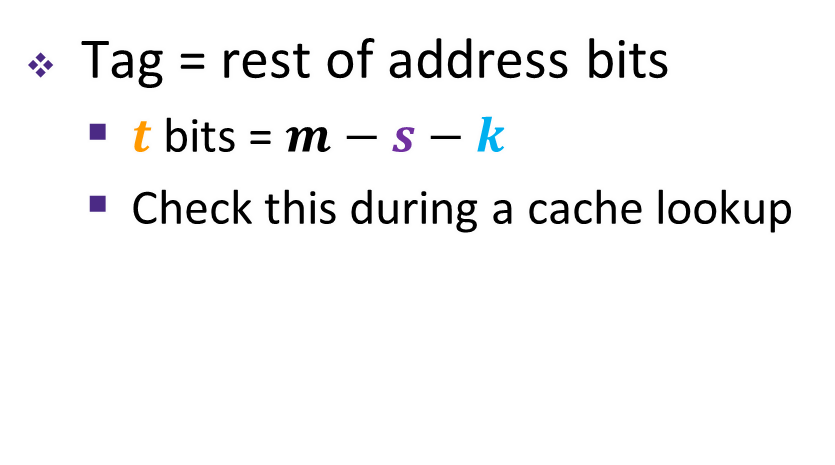 ❖ Tag = rest of address bits
▪ t bits = m − s − k
▪ Check this during a cache lookup